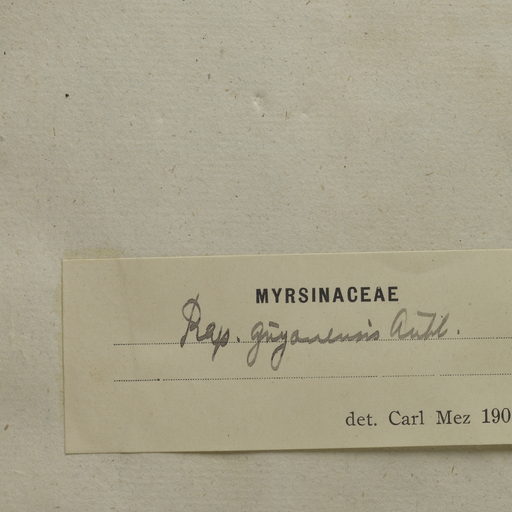 MYRSINACEAE
Rap. guyanensis Aubl.
det. Carl Mez 190